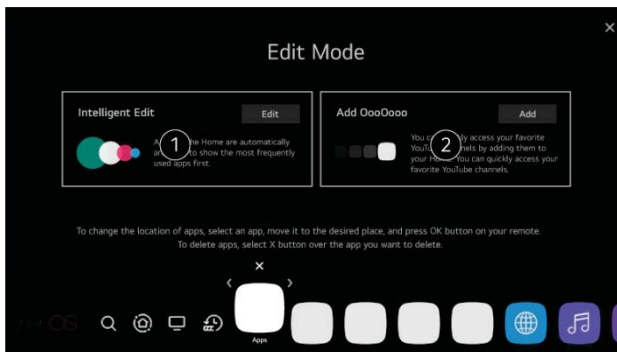 Edit Mode
Intelligent Edit
Edit
1
the Home are automatically
to show the most frequently
used apps first.
Add OooOooo
Add
2
You access your favorite
by adding them to
your You can quickly access your
favorite YouTube channels.
To change the location of apps, select an app, move it to the desired place, and press OK button on your remote.
To delete apps, select X button over the app you want to delete.
OS
Apps